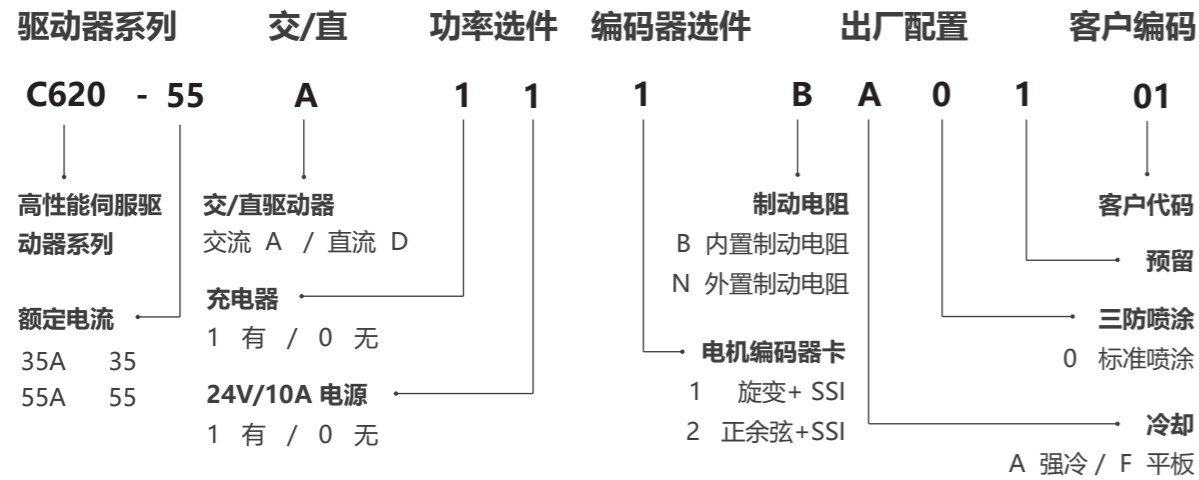 驱动器系列 交/直 功率选件 编码器选件 出厂配置 客户编码
C620 - 55 A 1 1 1 B A 0 1 01
高性能伺服驱
动器系列
额定电流
35A 35
55A 55
交/直驱动器
交流 A / 直流 D
充电器
1 有 / 0 无
24V/10A 电源
1 有 / 0 无
制动电阻
B 内置制动电阻
N 外置制动电阻
电机编码器卡
1 旋变+ SSI
2 正余弦+SSI
客户代码
预留
三防喷涂
0 标准喷涂
冷却
A 强冷 / F 平板